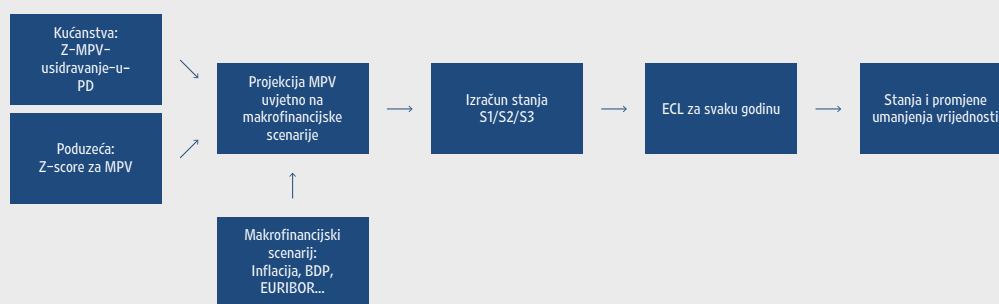 Kućanstva:
Z-MPV-
usidravanje-u-
PD
Poduzeća:
Z-score za MPV
Projekcija MPV
uvjetno na
makrofinancijske
scenarije
Makrofinancijski
scenarij:
Inflacija, BDP,
EURIBOR...
Izračun stanja
S1/S2/S3
ECL za svaku godinu
Stanja i promjene
umanjenja vrijednosti